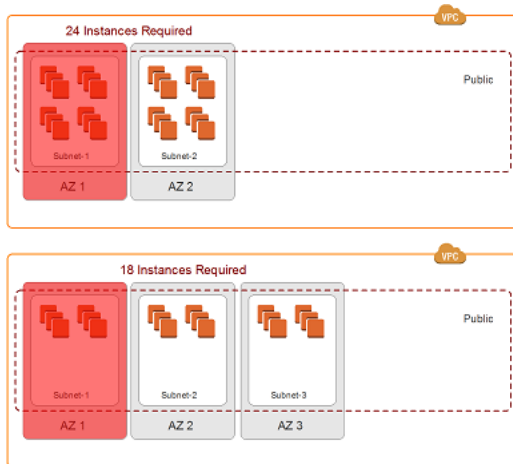 VPC
24 Instances Required
Public
Subnet-1
Subnet-2
AZ 1
AZ 2
VPC
18 Instances Required
Public
Subnet-1
Subnet-2
Subnet-3
AZ 1
AZ 2
AZ 3